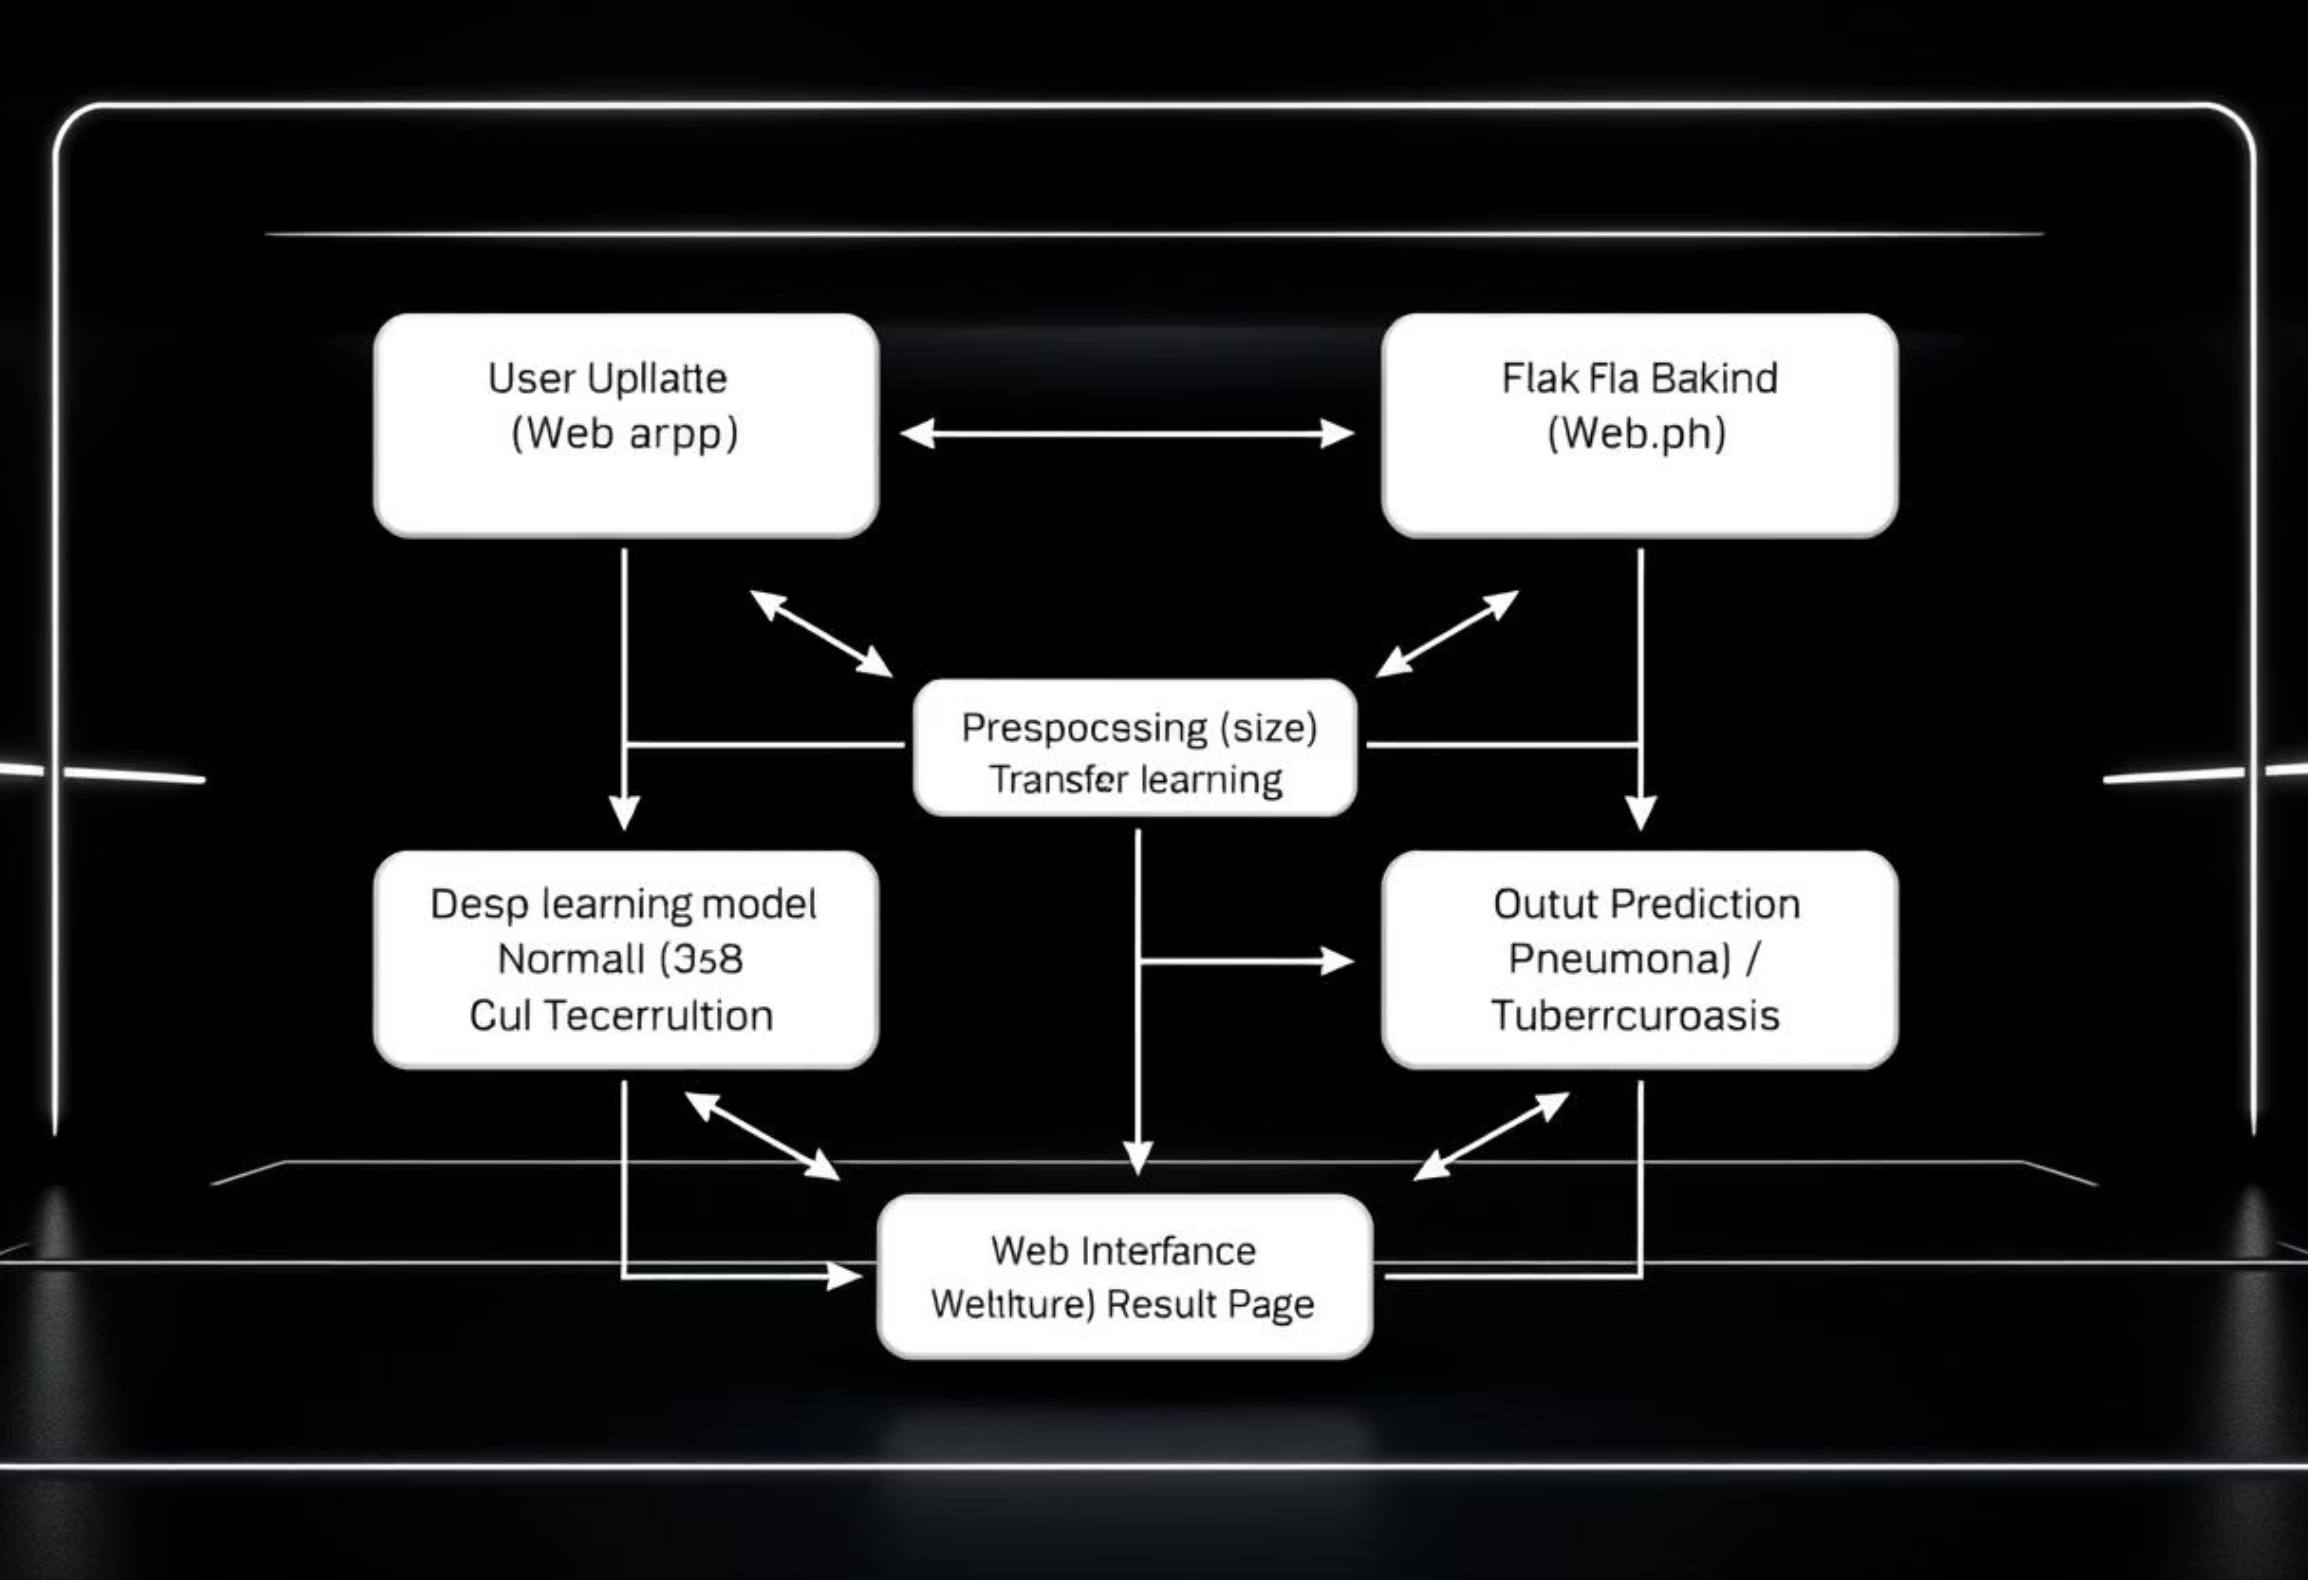 User Upllatte
(Web arpp)
Flak Fla Bakind
(Web.ph)
Prespocssing (size)
Transfer learning
Desp learning model
Normall (358
Cul Tecerrultion
Outut Prediction
Pneumona) /
Tuberrcuroasis
Web Interfance
Result Page